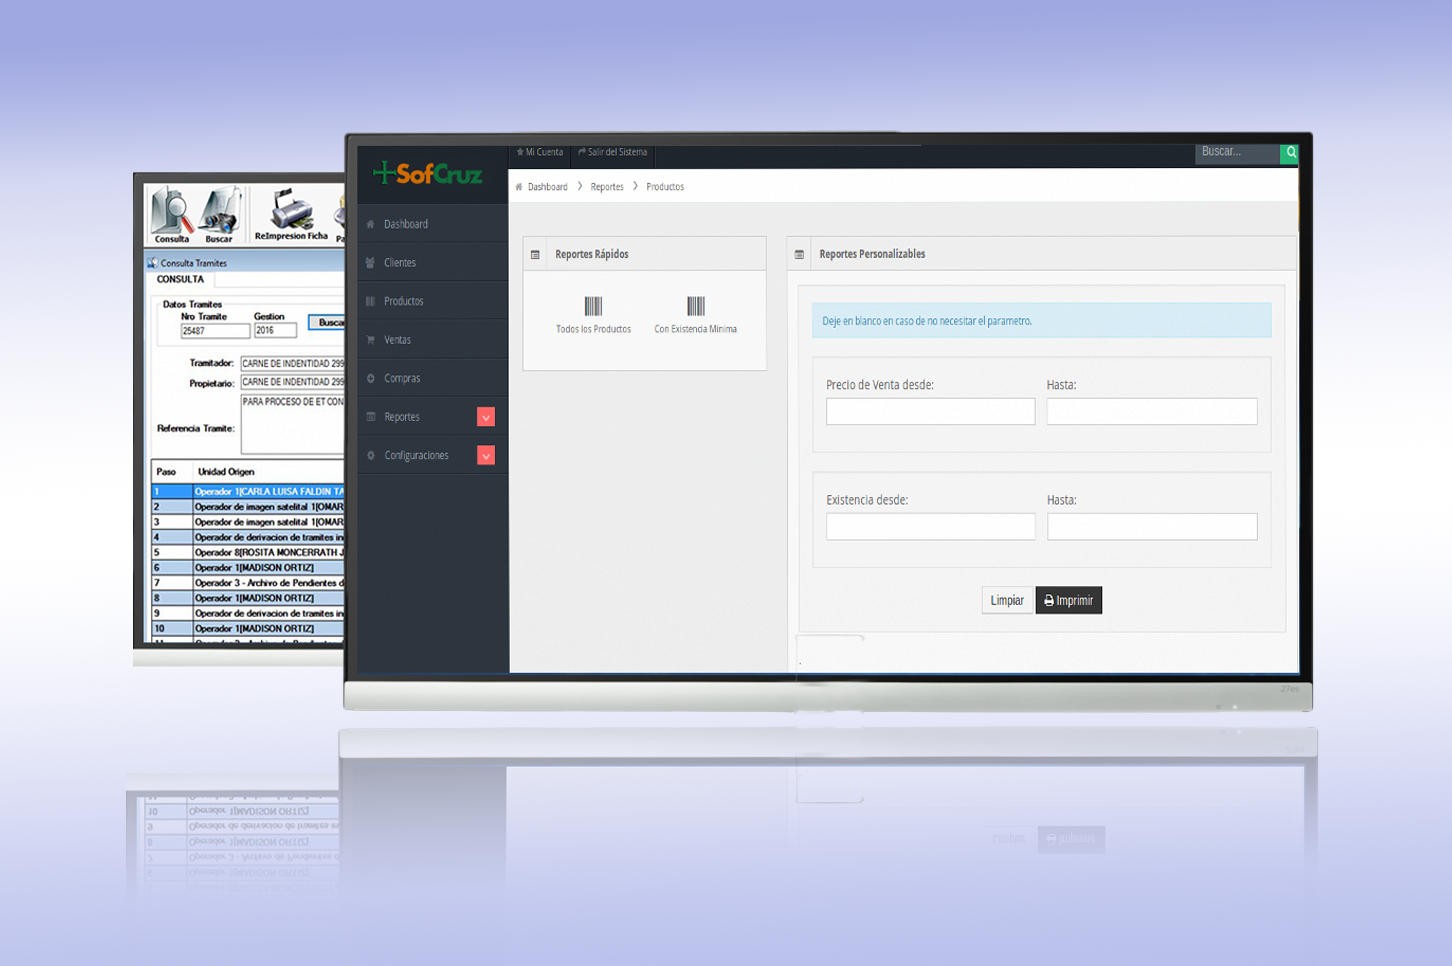 Consulta
Buscar
ReImpresion Ficha
Consulta Tramites
CONSULTA
Datos Tramites
Nro Tramite
Gestion
25487
2016
Tramitador:
CARNE DE INDENTIDAD 299
Propietario:
CARNE DE INDENTIDAD 299
PARA PROCESO DE ET CON
Referencia Tramite:
Paso
Unidad Origen
1 Operador 1[CARLA LUISA FALDIN TA
2 Operador de imagen satelital 1[OMAR
3 Operador de imagen satelital 1[OMAR
4 Operador de derivacion de tramites in
5 Operador 8[ROSITA MONCERRATH J
6 Operador 1[MADISON ORTIZ]
7 Operador 3 - Archivo de Pendientes d
8 Operador 1[MADISON ORTIZ]
9 Operador de derivacion de tramites in
10 Operador 1[MADISON ORTIZ]
SofCruz
Mi Cuenta
Salir del Sistema
Buscar...
Dashboard
Clientes
Productos
Ventas
Compras
Reportes
Configuraciones
Dashboard > Reportes > Productos
Reportes Rápidos
Todos los Productos
Con Existencia Minima
Reportes Personalizables
Deje en blanco en caso de no necesitar el parametro.
Precio de Venta desde:
Hasta:
Existencia desde:
Hasta:
Limpiar
Imprimir
27es